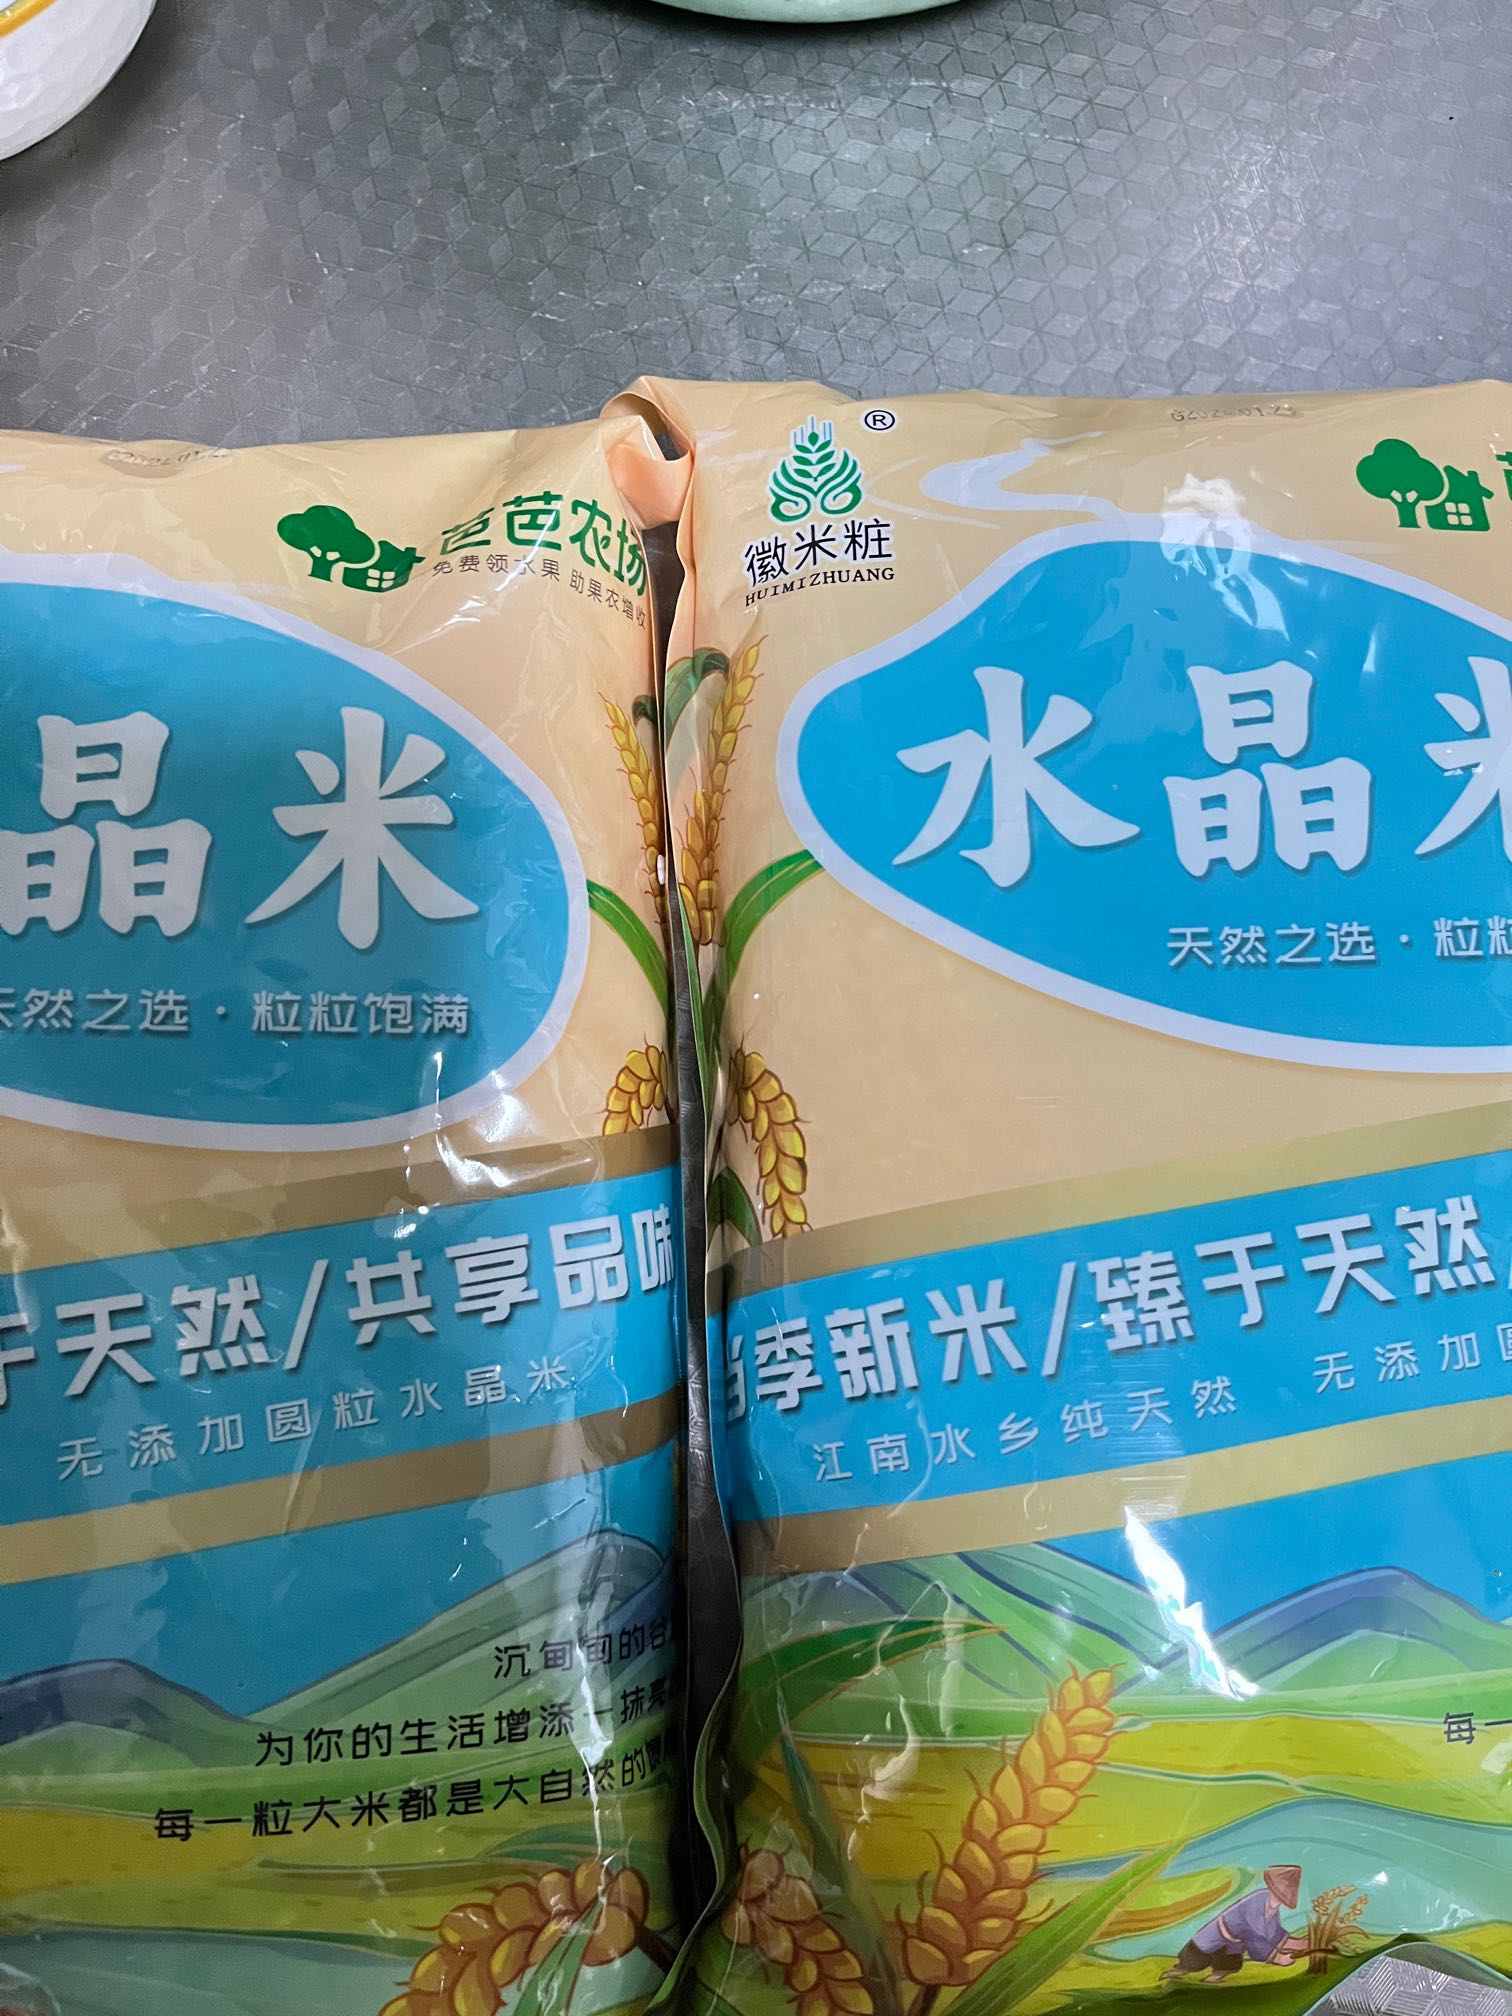 芭芭农场
免费领水果 助果农增收
晶米
天然之选·粒粒饱满
于天然/共享品味
无添加圆粒水晶米
沉甸甸的谷
为你的生活增添一抹亮
每一粒大米都是大自然的馈
®
徽米粧
HUIMIZHUANG
水晶米
天然之选·粒粒
当季新米/臻于天然
江南水乡纯天然 无添加圆
每一